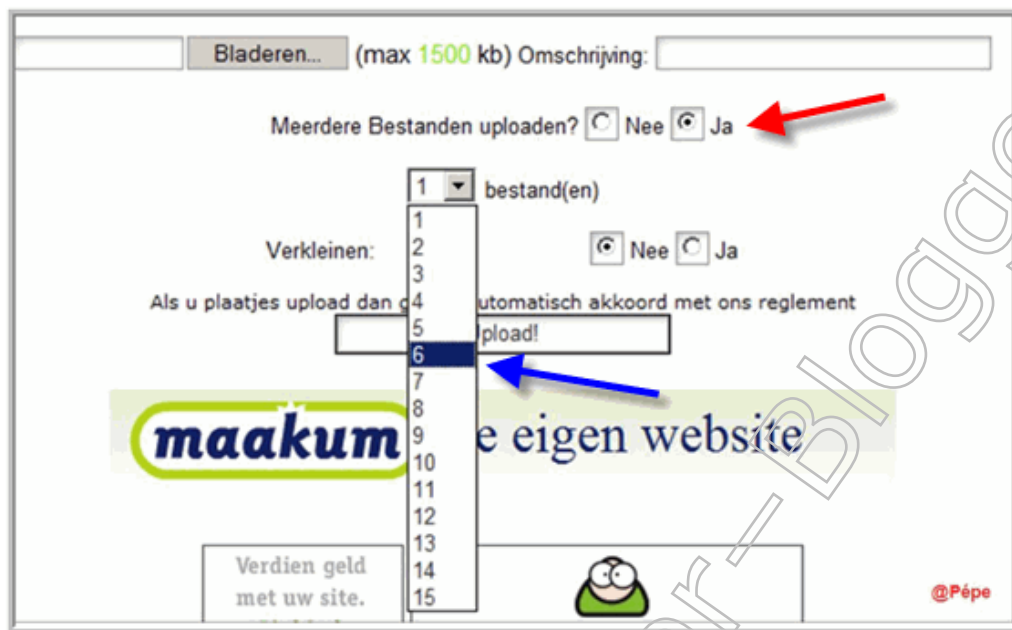 Bladeren... (max 1500 kb) Omschrijving:
Meerdere Bestanden uploaden? Nee Ja
1 bestand(en)
1
2
3
4
5
6
7
8
9
10
11
12
13
14
15
Verkleinen: Nee Ja
Als u plaatjes upload dan utomatisch akkoord met ons reglement
pload!
maakum e eigen website
Verdien geld
met uw site.
@Pépe
or-Blogge